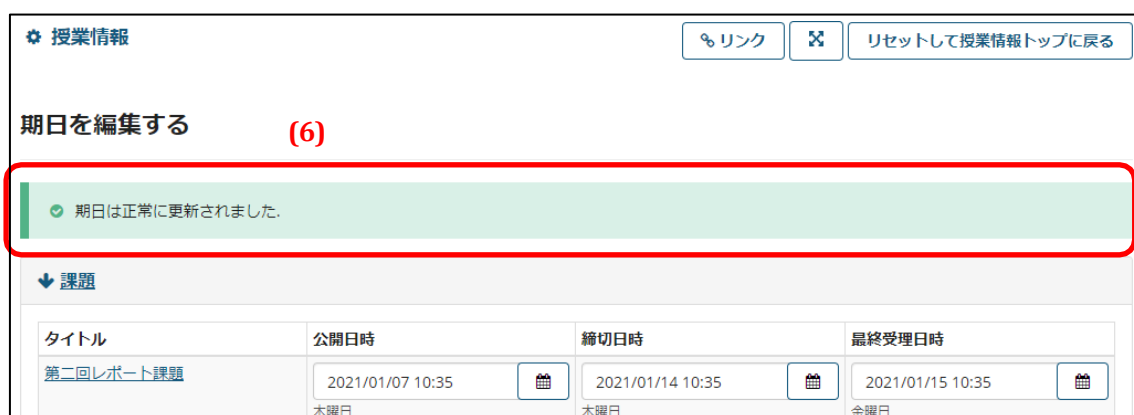 授業情報 リンク リセットして授業情報トップに戻る
期日を編集する (6)
期日は正常に更新されました.
課題
タイトル 公開日時 締切日時 最終受理日時
第二回レポート課題 2021/01/07 10:35 2021/01/14 10:35 2021/01/15 10:35
木曜日 木曜日 金曜日